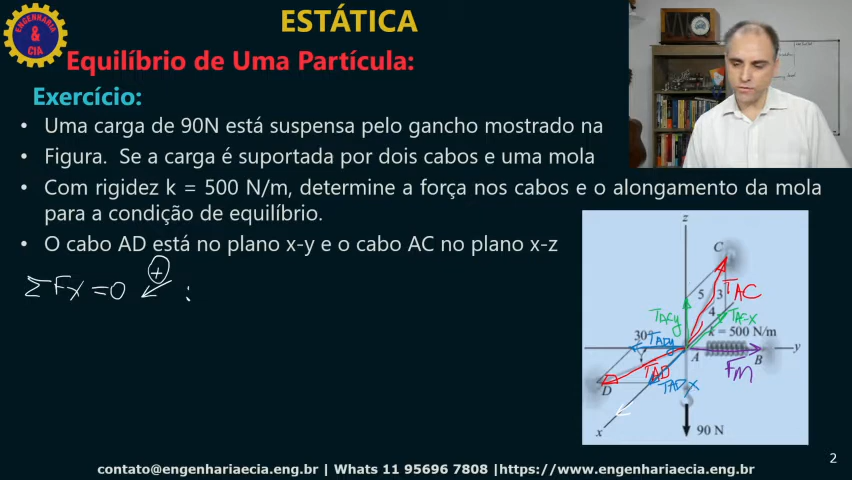 ENGENHARIA & CIA
ESTÁTICA
Equilíbrio de Uma Partícula:
Exercício:
• Uma carga de 90N está suspensa pelo gancho mostrado na
• Figura. Se a carga é suportada por dois cabos e uma mola
• Com rigidez k = 500 N/m, determine a força nos cabos e o alongamento da mola
para a condição de equilíbrio.
• O cabo AD está no plano x-y e o cabo AC no plano x-z
ΣFx=0 + :
z
C
5 3 TAC
4
TACy TAC-X
k = 500 N/m
30° TADy
A B y
TAD FM
D TADX
x
90 N
2
contato@engenhariaecia.eng.br | Whats 11 95696 7808 |https://www.engenhariaecia.eng.br